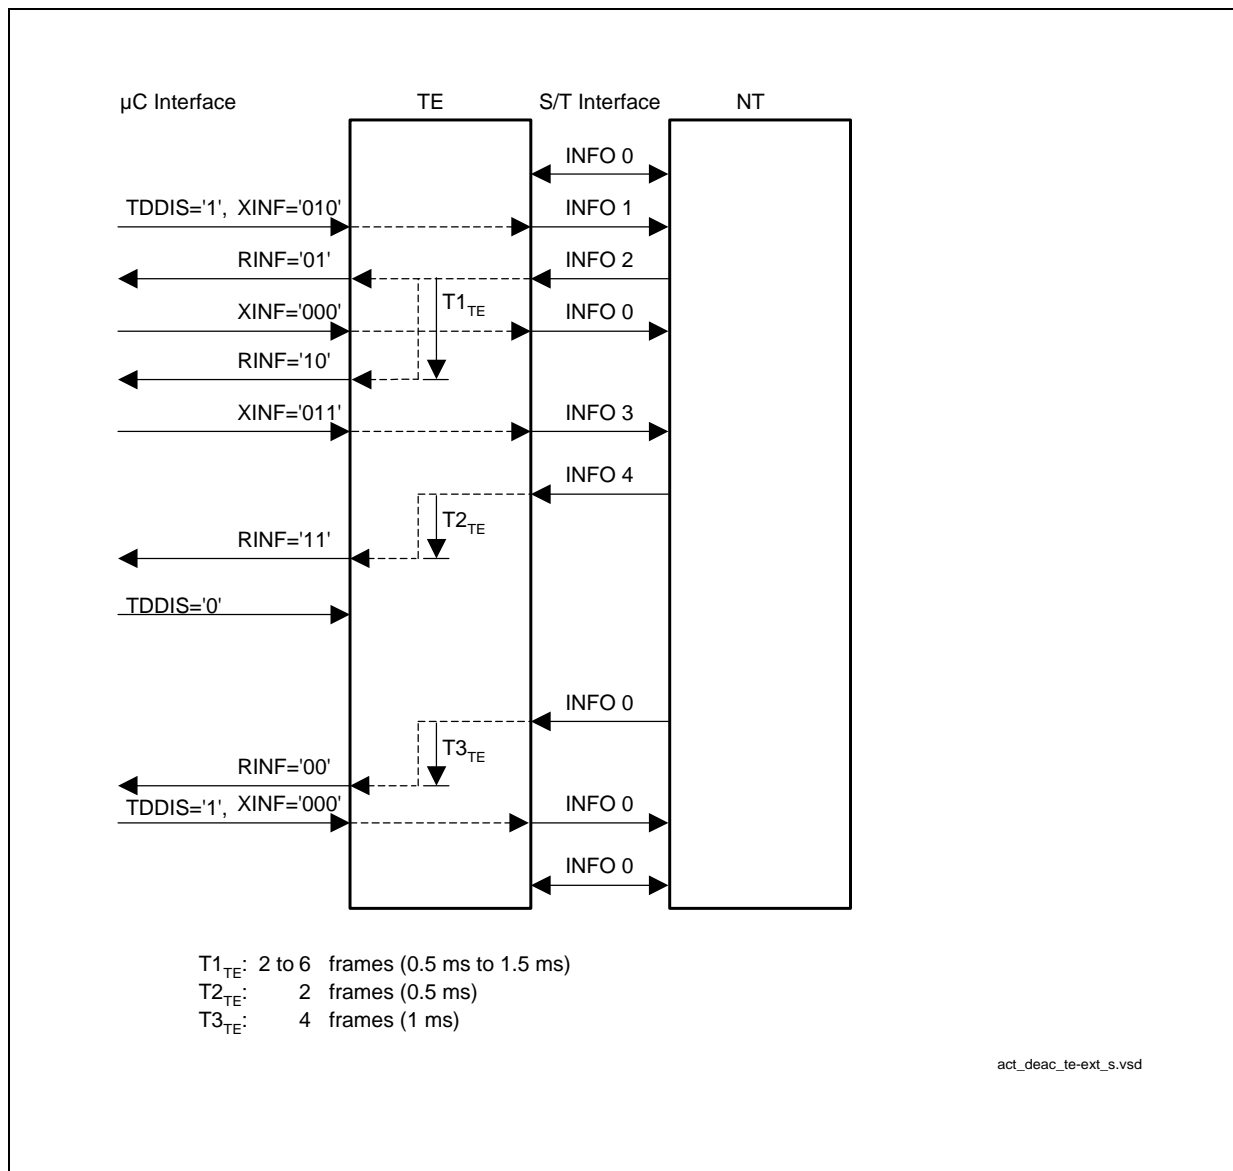 µC Interface TE S/T Interface NT
INFO 0
TDDIS='1', XINF='010' INFO 1
RINF='01' INFO 2
T1TE
XINF='000' INFO 0
RINF='10'
XINF='011' INFO 3
INFO 4
T2TE
RINF='11'
TDDIS='0'
INFO 0
T3TE
RINF='00'
TDDIS='1', XINF='000' INFO 0
INFO 0
T1TE: 2 to 6 frames (0.5 ms to 1.5 ms)
T2TE: 2 frames (0.5 ms)
T3TE: 4 frames (1 ms)
act_deac_te-ext_s.vsd